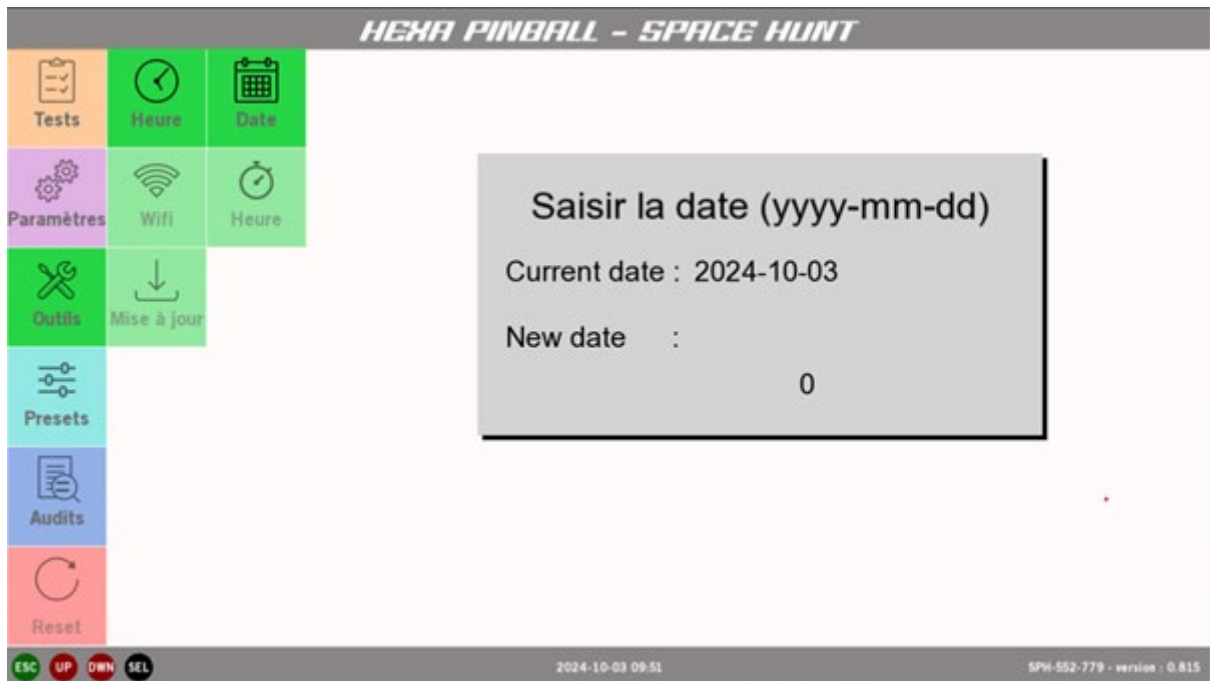 HEXA PINBALL - SPACE HUNT
Tests
Heure
Date
Paramètres
Wifi
Heure
Outils
Mise à jour
Presets
Audits
Reset
Saisir la date (yyyy-mm-dd)
Current date : 2024-10-03
New date :
0
ESC UP DWN SEL
2024-10-03 09:51
SPH-552-779 - version : 0.815